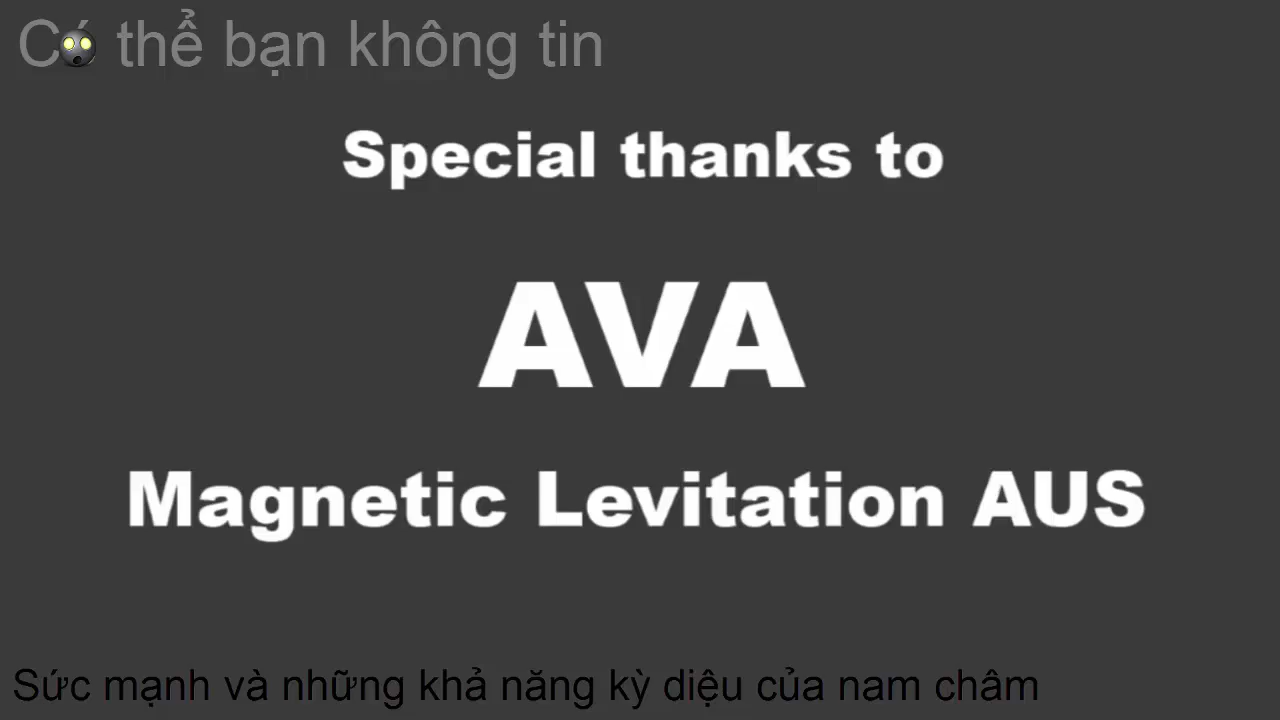 Có thể bạn không tin
Special thanks to
AVA
Magnetic Levitation AUS
Sức mạnh và những khả năng kỳ diệu của nam châm